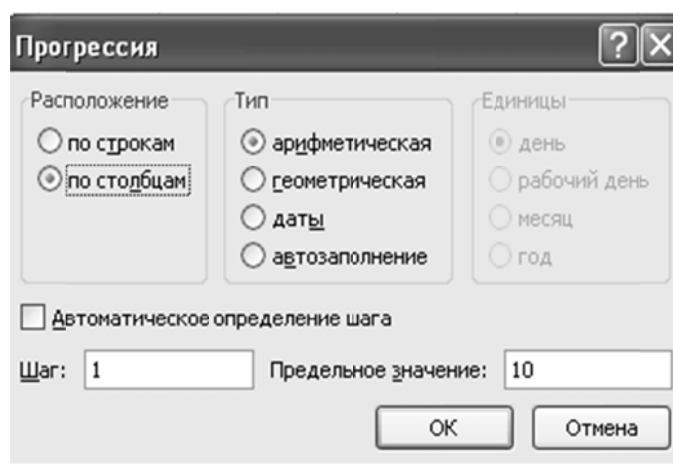 Прогрессия
Расположение
по строкам
по столбцам
Тип
арифметическая
геометрическая
даты
автозаполнение
Единицы
день
рабочий день
месяц
год
Автоматическое определение шага
Шаг: 1 Предельное значение: 10
ОК Отмена